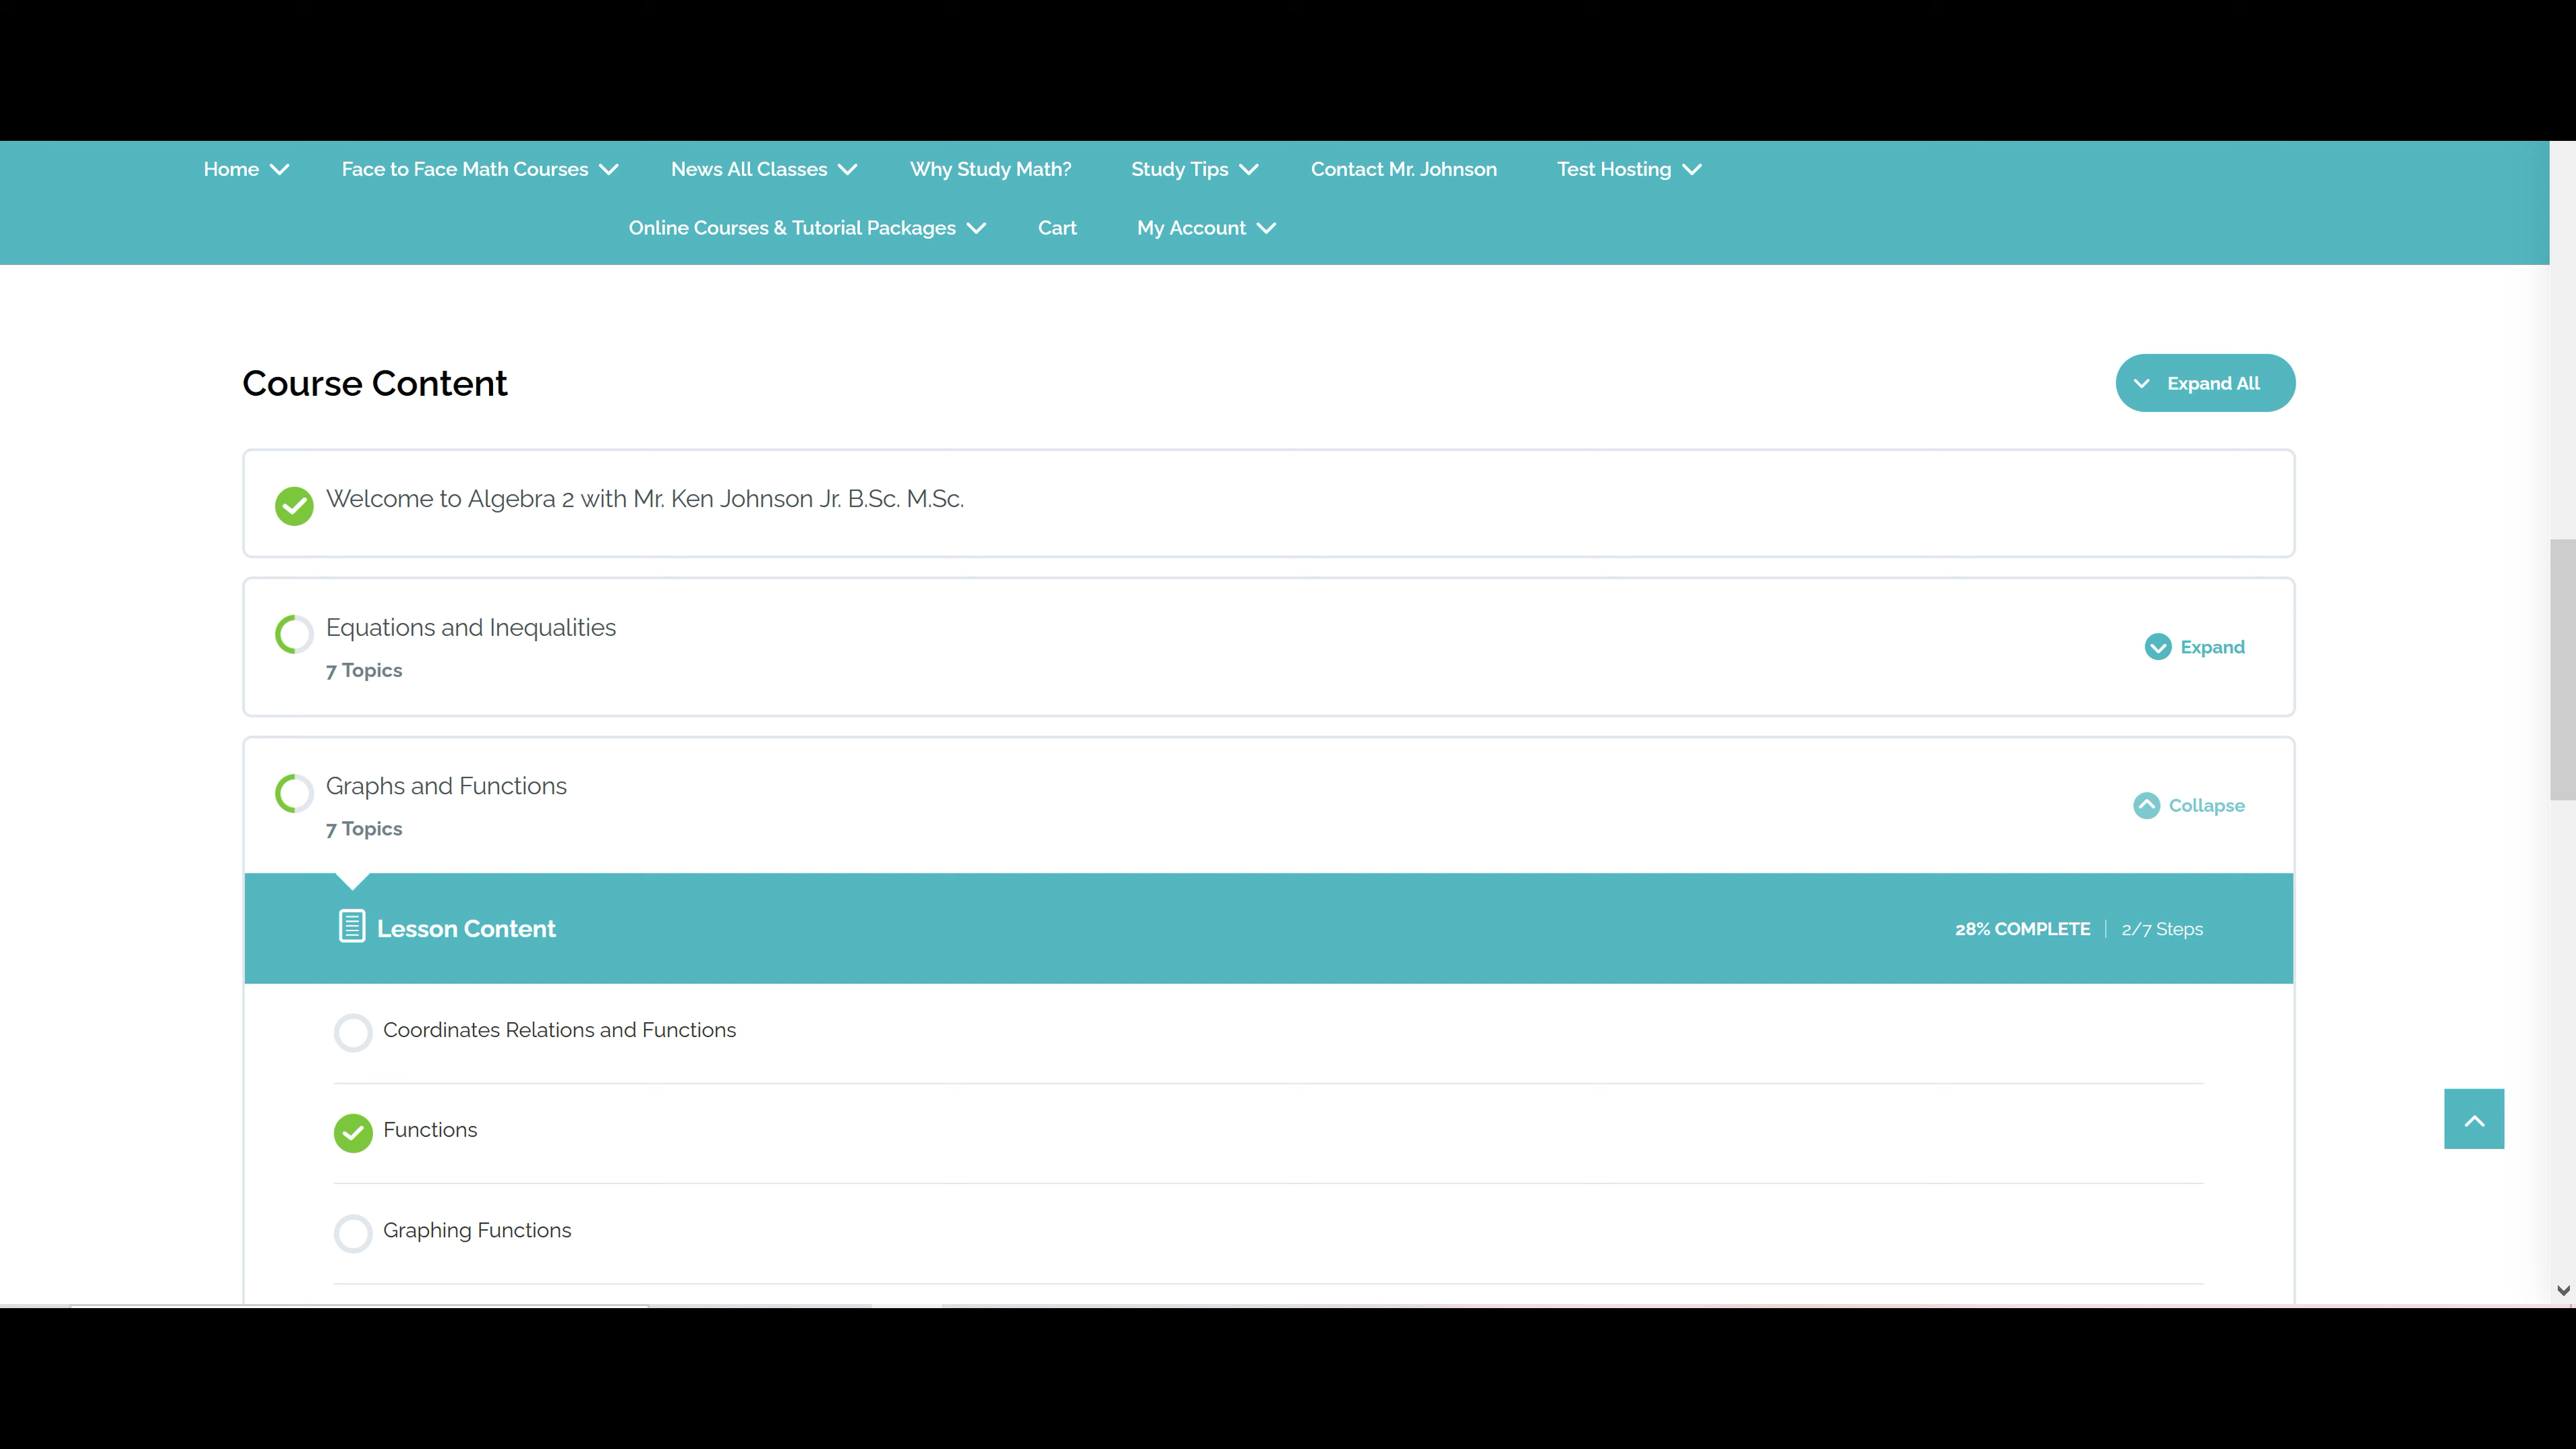 Home Face to Face Math Courses News All Classes Why Study Math? Study Tips Contact Mr. Johnson Test Hosting
Online Courses & Tutorial Packages Cart My Account
Course Content
Expand All
Welcome to Algebra 2 with Mr. Ken Johnson Jr. B.Sc. M.Sc.
Equations and Inequalities
7 Topics
Expand
Graphs and Functions
7 Topics
Collapse
Lesson Content
28% COMPLETE
2/7 Steps
Coordinates Relations and Functions
Functions
Graphing Functions